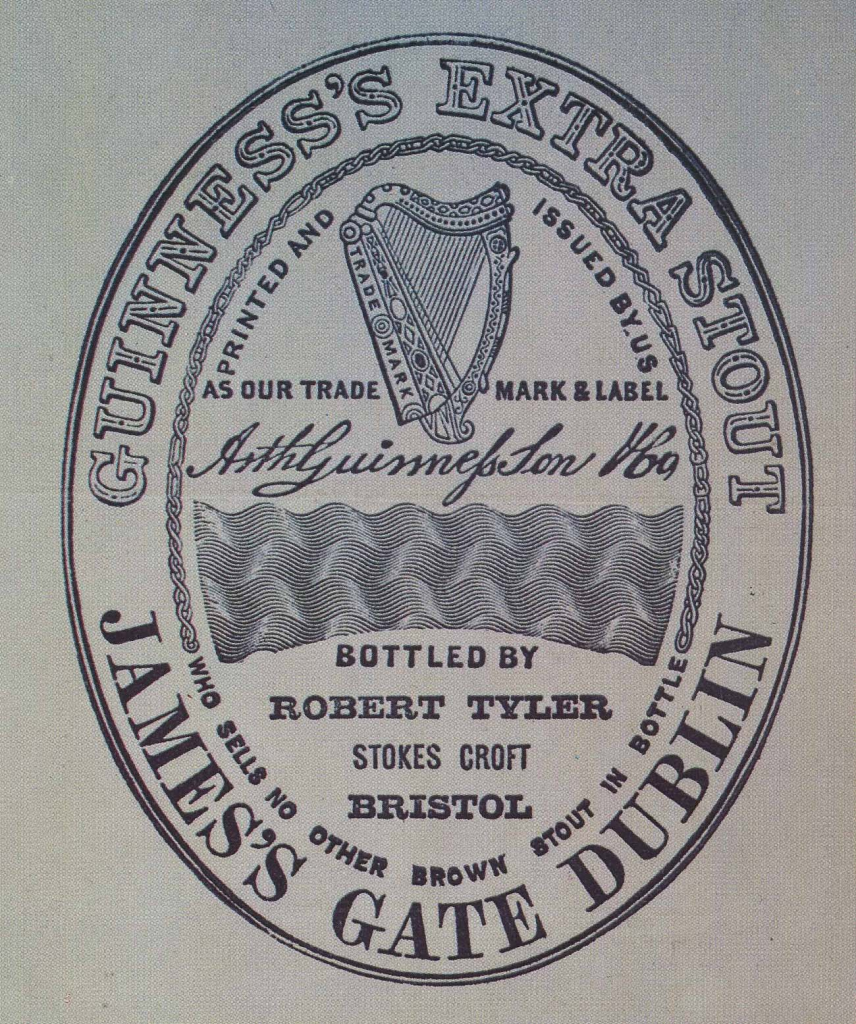 GUINNESS'S EXTRA STOUT
PRINTED AND ISSUED BY.US
TRADE MARK
AS OUR TRADE MARK & LABEL
Arth Guinness Son & Co
BOTTLED BY
ROBERT TYLER
STOKES CROFT
BRISTOL
WHO SELLS NO OTHER BROWN STOUT IN BOTTLE
JAMES'S GATE DUBLIN